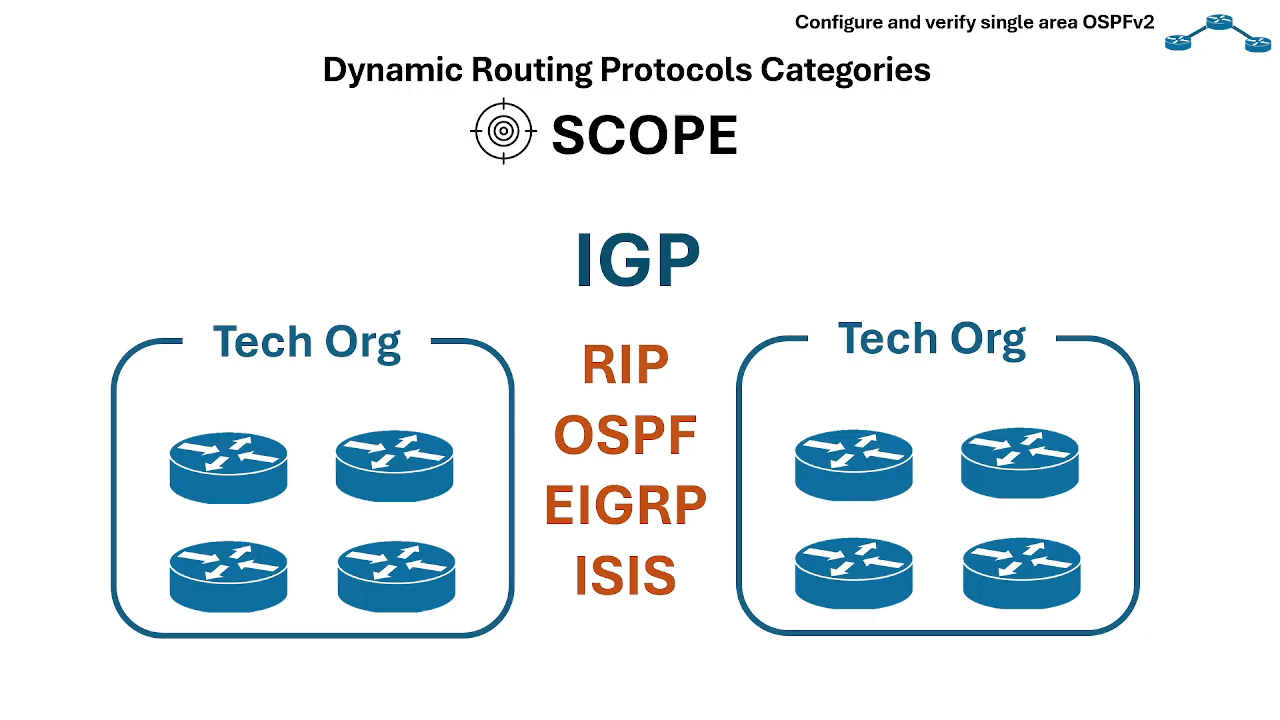 Configure and verify single area OSPFv2
Dynamic Routing Protocols Categories
SCOPE
IGP
Tech Org
Tech Org
RIP
OSPF
EIGRP
ISIS